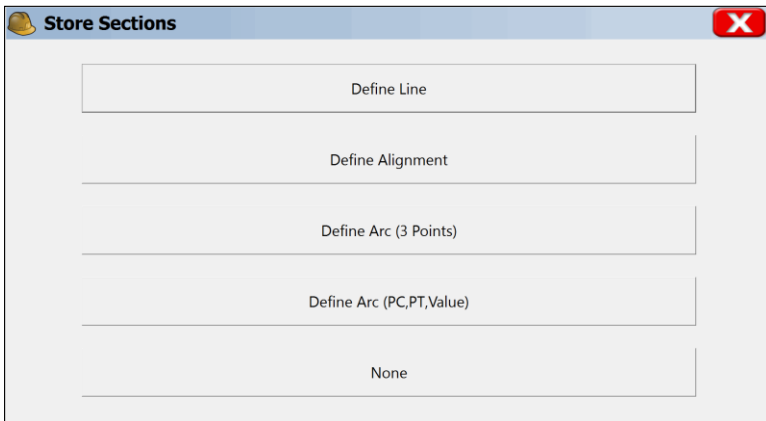 Store Sections
Define Line
Define Alignment
Define Arc (3 Points)
Define Arc (PC,PT,Value)
None